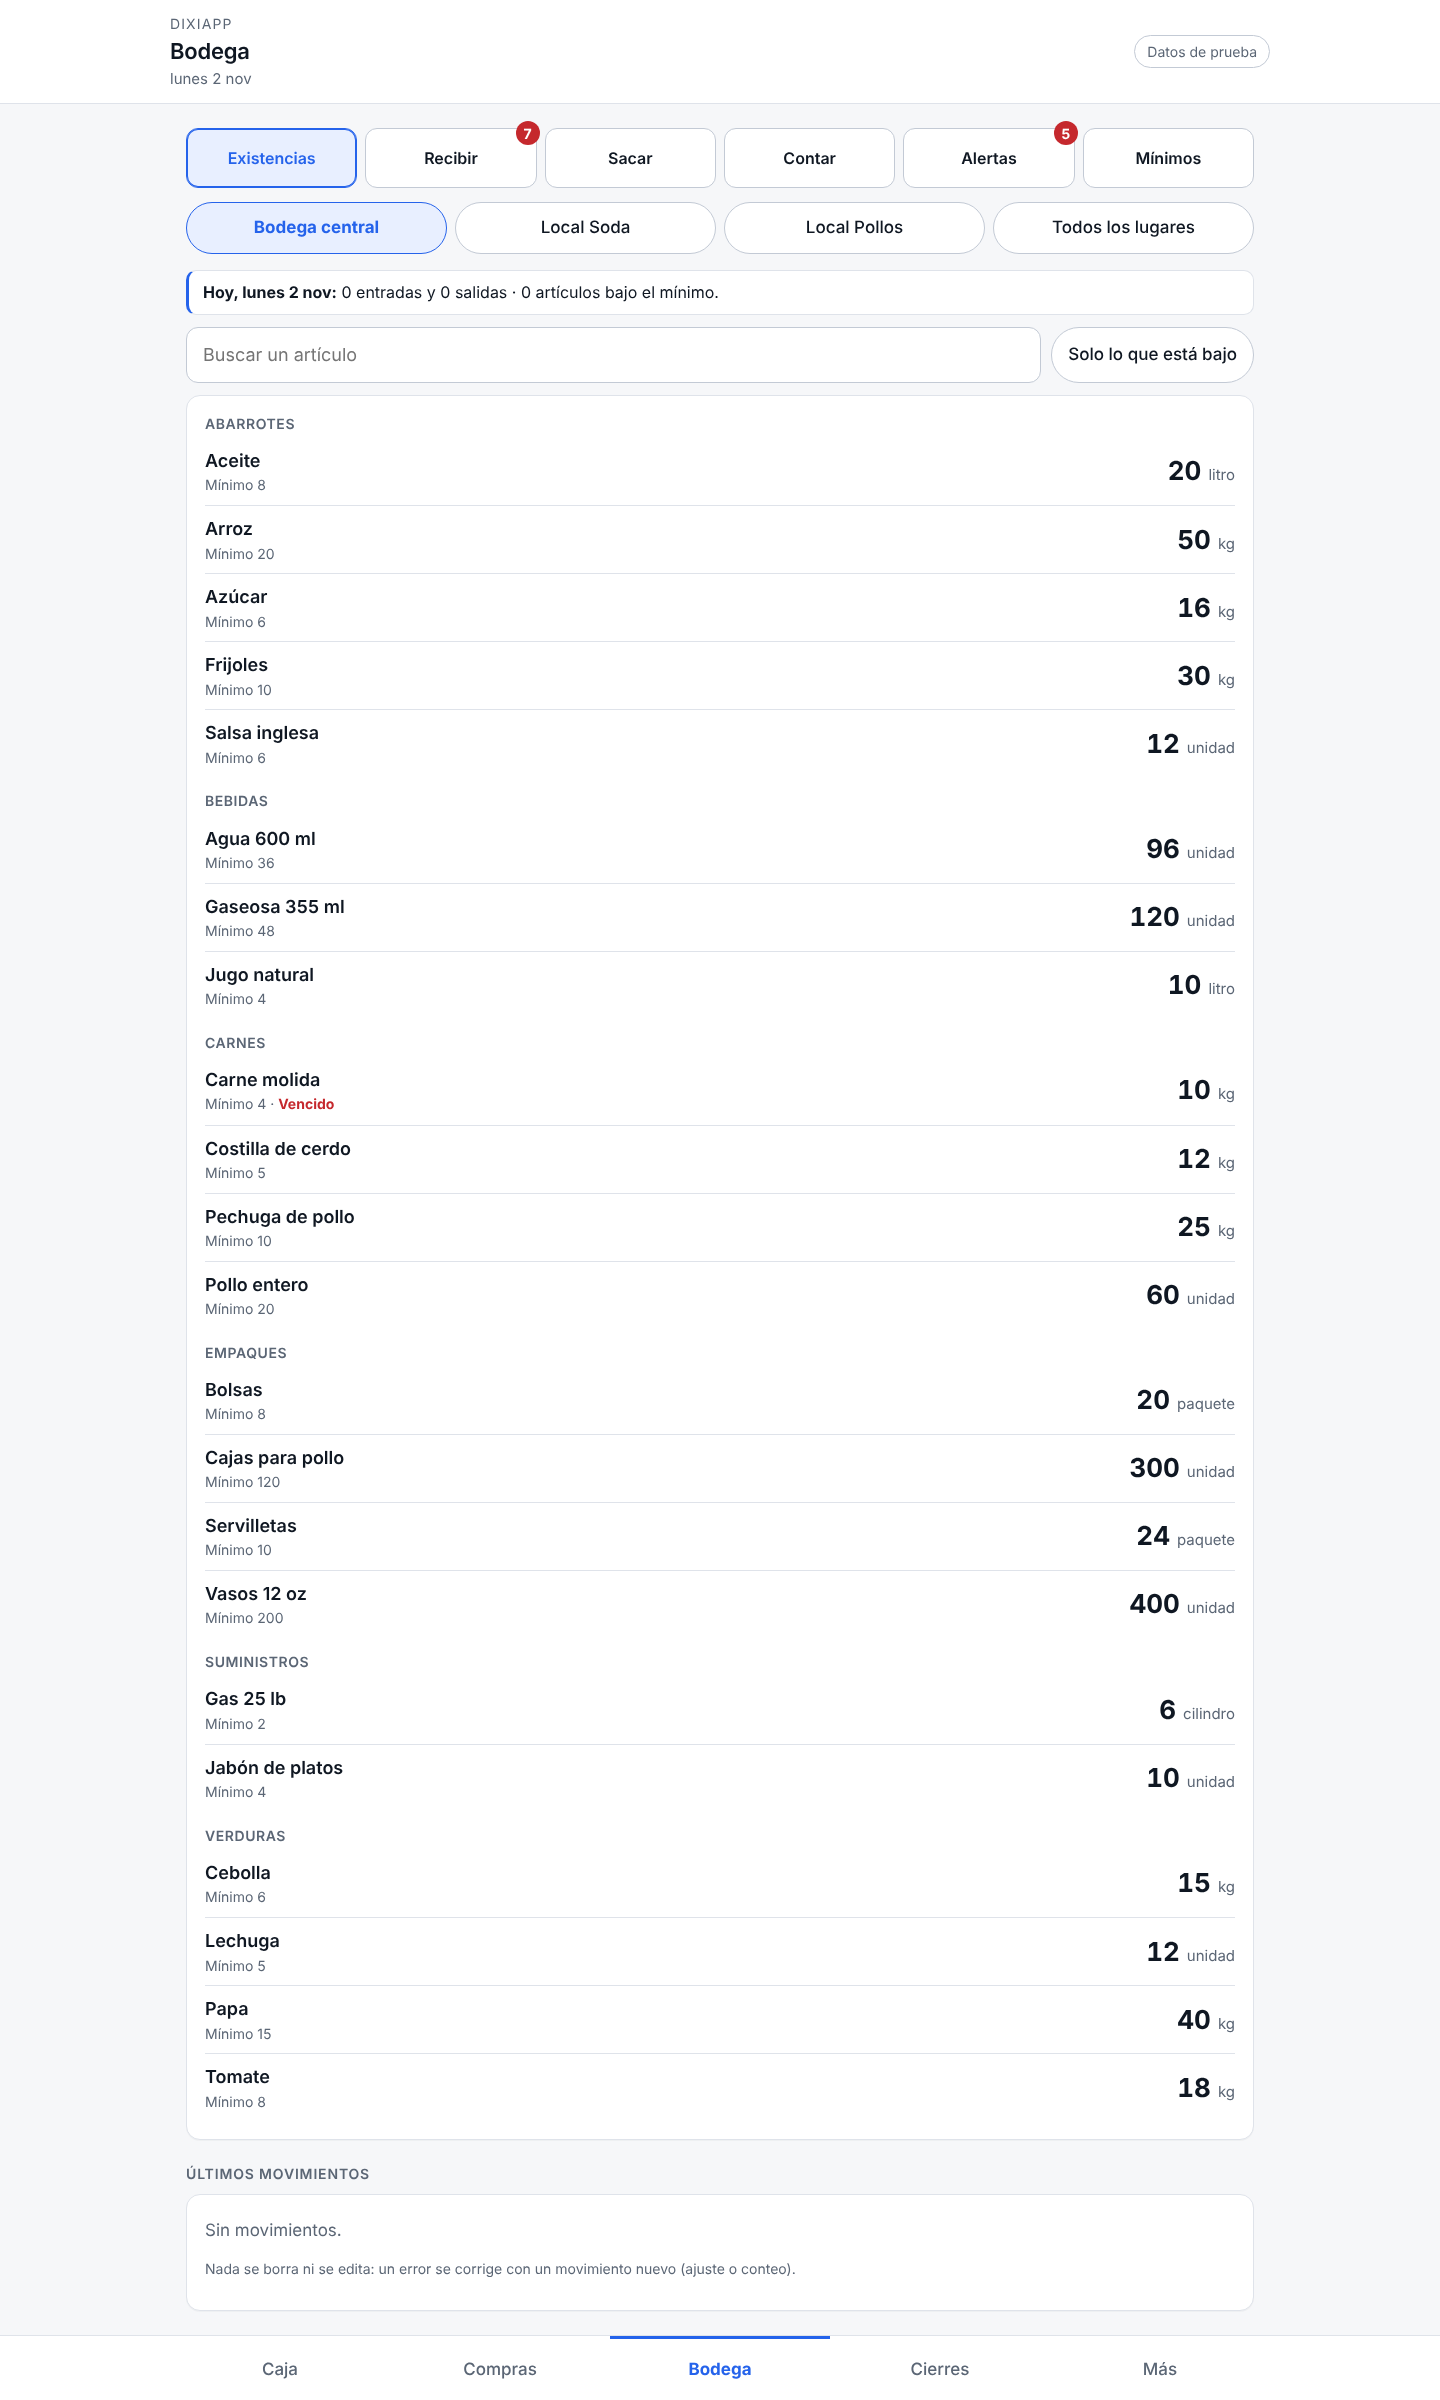 DIXIAPP
Bodega
lunes 2 nov
Datos de prueba
Existencias
Recibir
7
Sacar
Contar
Alertas
5
Mínimos
Bodega central
Local Soda
Local Pollos
Todos los lugares
Hoy, lunes 2 nov: 0 entradas y 0 salidas · 0 artículos bajo el mínimo.
Buscar un artículo
Solo lo que está bajo
ABARROTES
Aceite
Mínimo 8
20 litro
Arroz
Mínimo 20
50 kg
Azúcar
Mínimo 6
16 kg
Frijoles
Mínimo 10
30 kg
Salsa inglesa
Mínimo 6
12 unidad
BEBIDAS
Agua 600 ml
Mínimo 36
96 unidad
Gaseosa 355 ml
Mínimo 48
120 unidad
Jugo natural
Mínimo 4
10 litro
CARNES
Carne molida
Mínimo 4 · Vencido
10 kg
Costilla de cerdo
Mínimo 5
12 kg
Pechuga de pollo
Mínimo 10
25 kg
Pollo entero
Mínimo 20
60 unidad
EMPAQUES
Bolsas
Mínimo 8
20 paquete
Cajas para pollo
Mínimo 120
300 unidad
Servilletas
Mínimo 10
24 paquete
Vasos 12 oz
Mínimo 200
400 unidad
SUMINISTROS
Gas 25 lb
Mínimo 2
6 cilindro
Jabón de platos
Mínimo 4
10 unidad
VERDURAS
Cebolla
Mínimo 6
15 kg
Lechuga
Mínimo 5
12 unidad
Papa
Mínimo 15
40 kg
Tomate
Mínimo 8
18 kg
ÚLTIMOS MOVIMIENTOS
Sin movimientos.
Nada se borra ni se edita: un error se corrige con un movimiento nuevo (ajuste o conteo).
Caja
Compras
Bodega
Cierres
Más